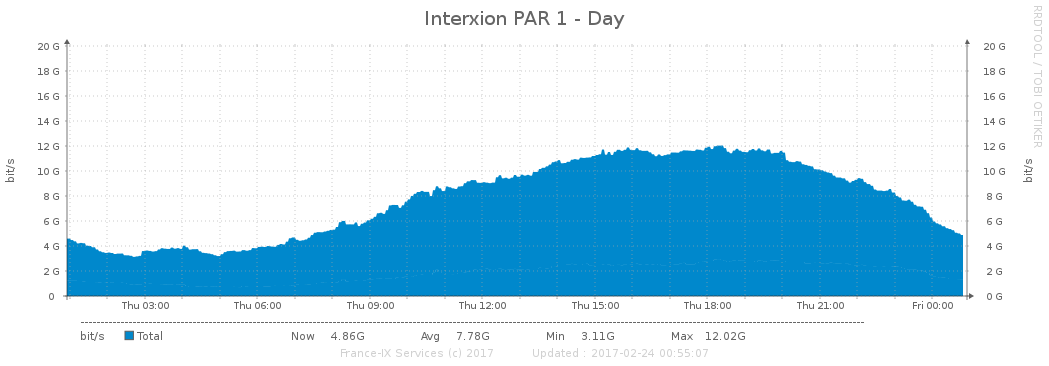 Interxion PAR 1 - Day
RRDTOOL / TOBI OETIKER
bit/s
20 G 20 G
18 G 18 G
16 G 16 G
14 G 14 G
12 G 12 G
10 G 10 G
8 G 8 G
6 G 6 G
4 G 4 G
2 G 2 G
0 0 G
bit/s
Thu 03:00 Thu 06:00 Thu 09:00 Thu 12:00 Thu 15:00 Thu 18:00 Thu 21:00 Fri 00:00
bit/s Total Now 4.86G Avg 7.78G Min 3.11G Max 12.02G
France-IX Services (c) 2017 Updated : 2017-02-24 00:55:07